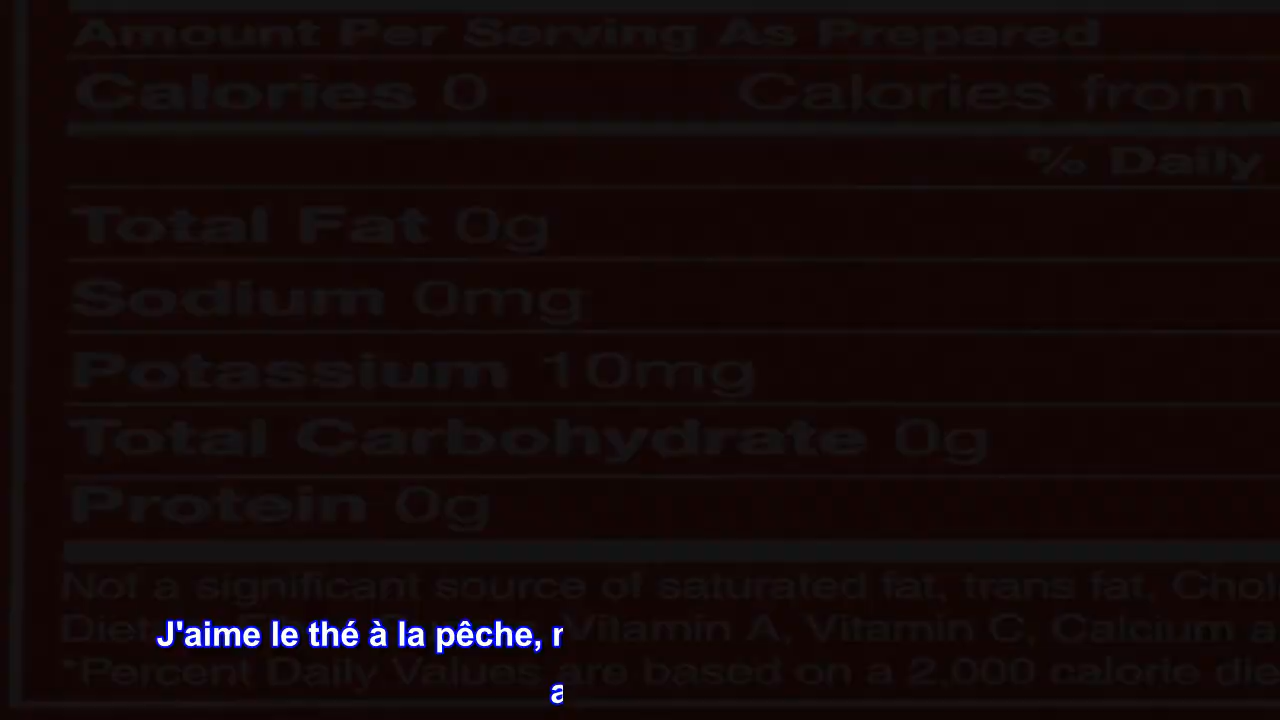 Amount Per Serving As Prepared
Calories 0 Calories from
% Daily
Total Fat 0g
Sodium 0mg
Potassium 10mg
Total Carbohydrate 0g
Protein 0g
Not a significant source of saturated fat, trans fat,
J'aime le thé à la pêche,
Vitamin A, Vitamin C, Calcium
*Percent Daily Values are based on a 2,000 calorie